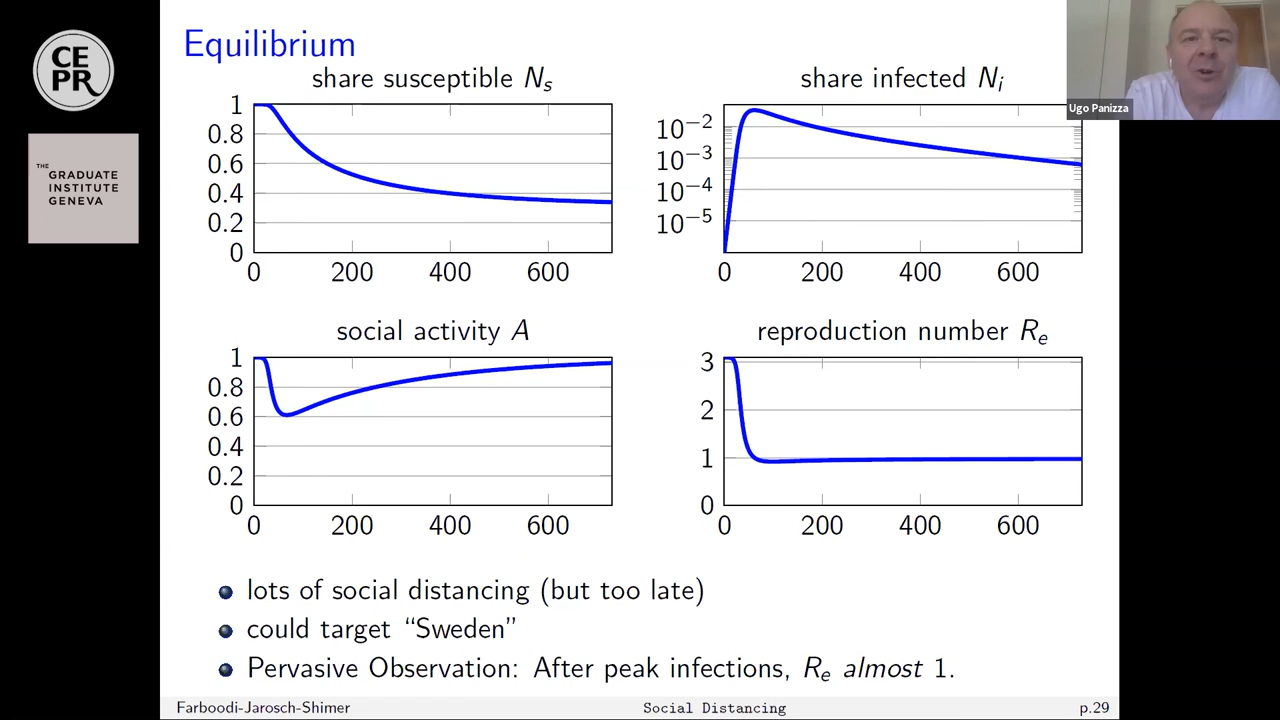 CE
PR
THE
GRADUATE
INSTITUTE
GENEVA
Equilibrium
share susceptible Ns
1
0.8
0.6
0.4
0.2
0
0 200 400 600
share infected Ni
10−2
10−3
10−4
10−5
0 200 400 600
social activity A
1
0.8
0.6
0.4
0.2
0
0 200 400 600
reproduction number Re
3
2
1
0
0 200 400 600
lots of social distancing (but too late)
could target “Sweden”
Pervasive Observation: After peak infections, Re almost 1.
Farboodi-Jarosch-Shimer Social Distancing p.29
Ugo Panizza